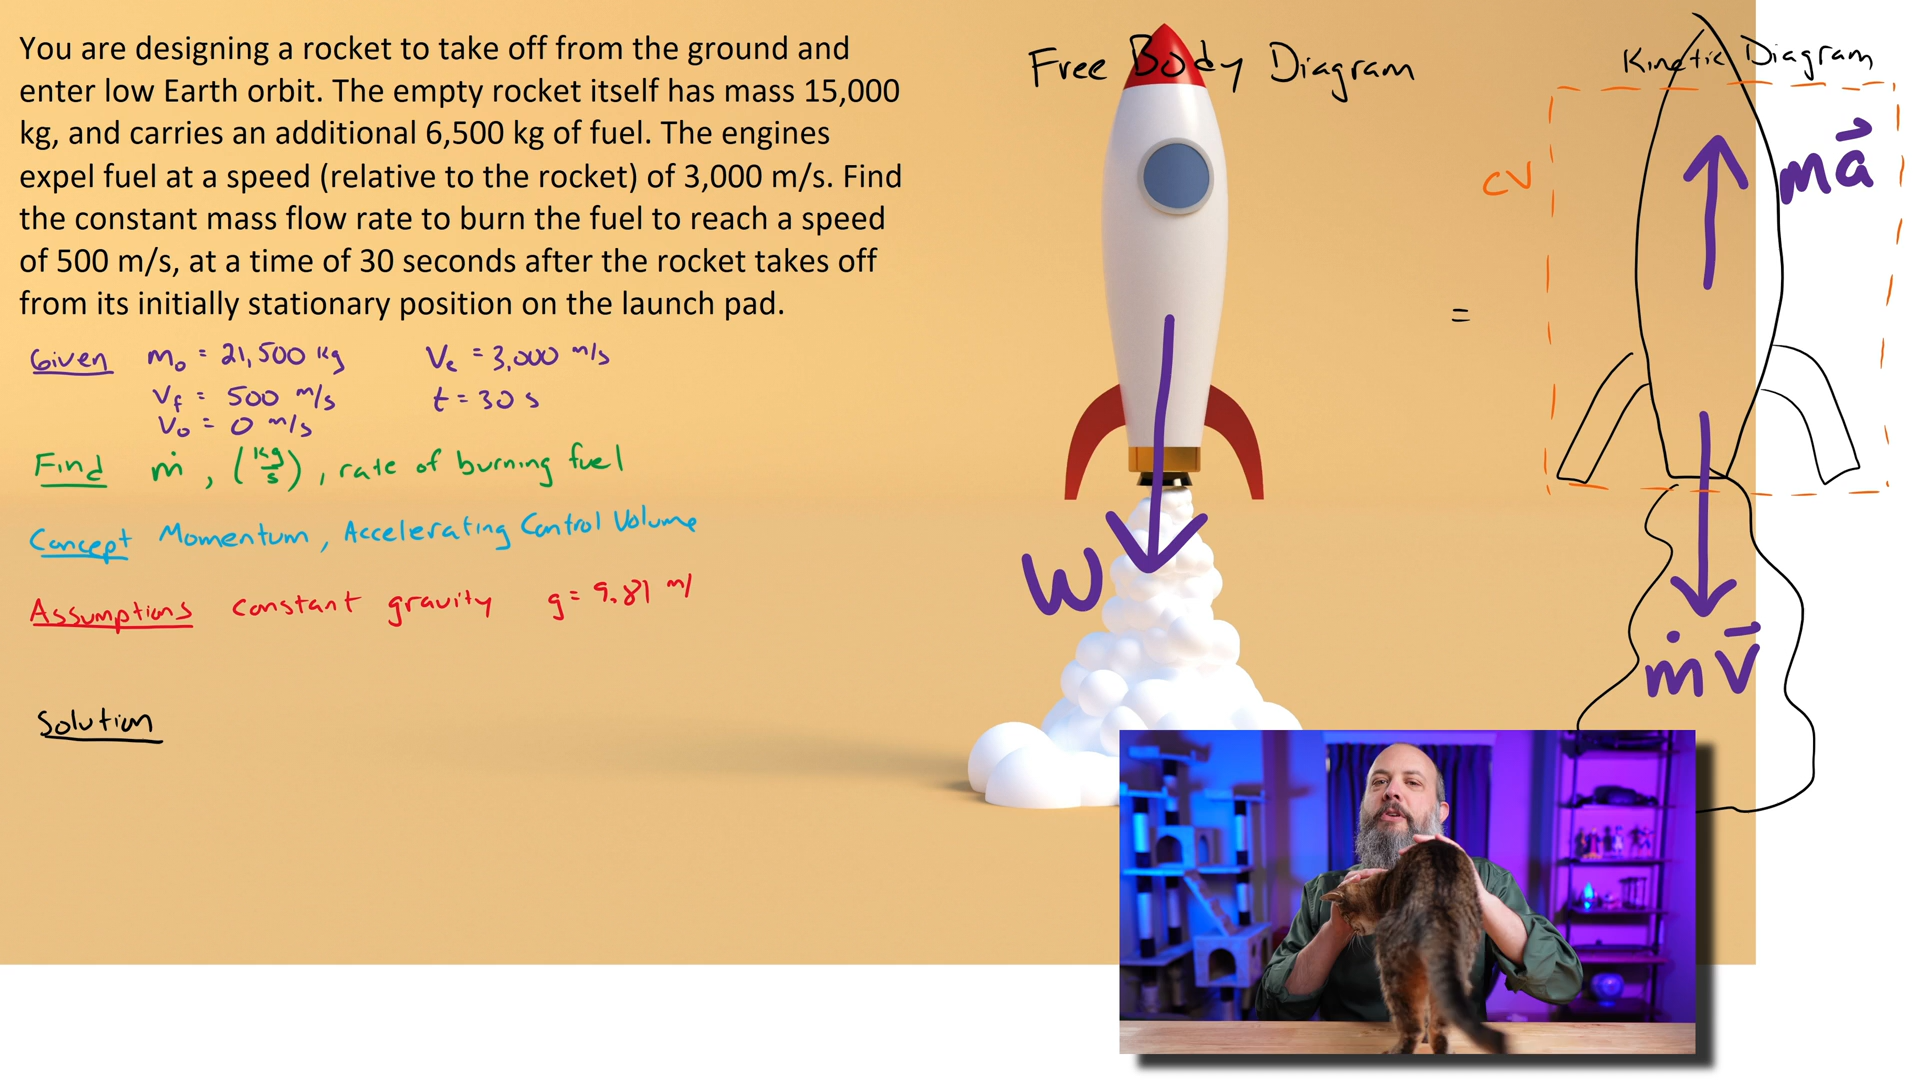 You are designing a rocket to take off from the ground and
enter low Earth orbit. The empty rocket itself has mass 15,000
kg, and carries an additional 6,500 kg of fuel. The engines
expel fuel at a speed (relative to the rocket) of 3,000 m/s. Find
the constant mass flow rate to burn the fuel to reach a speed
of 500 m/s, at a time of 30 seconds after the rocket takes off
from its initially stationary position on the launch pad.
Given m₀ = 21,500 kg Ve = 3,000 m/s
Vf = 500 m/s t = 30 s
V₀ = 0 m/s
Find ṁ, (kg/s), rate of burning fuel
Concept Momentum, Accelerating Control Volume
Assumptions constant gravity g = 9.81 m/
Solution
Free Body Diagram
W
=
Kinetic Diagram
CV
ma⃗
ṁv̄